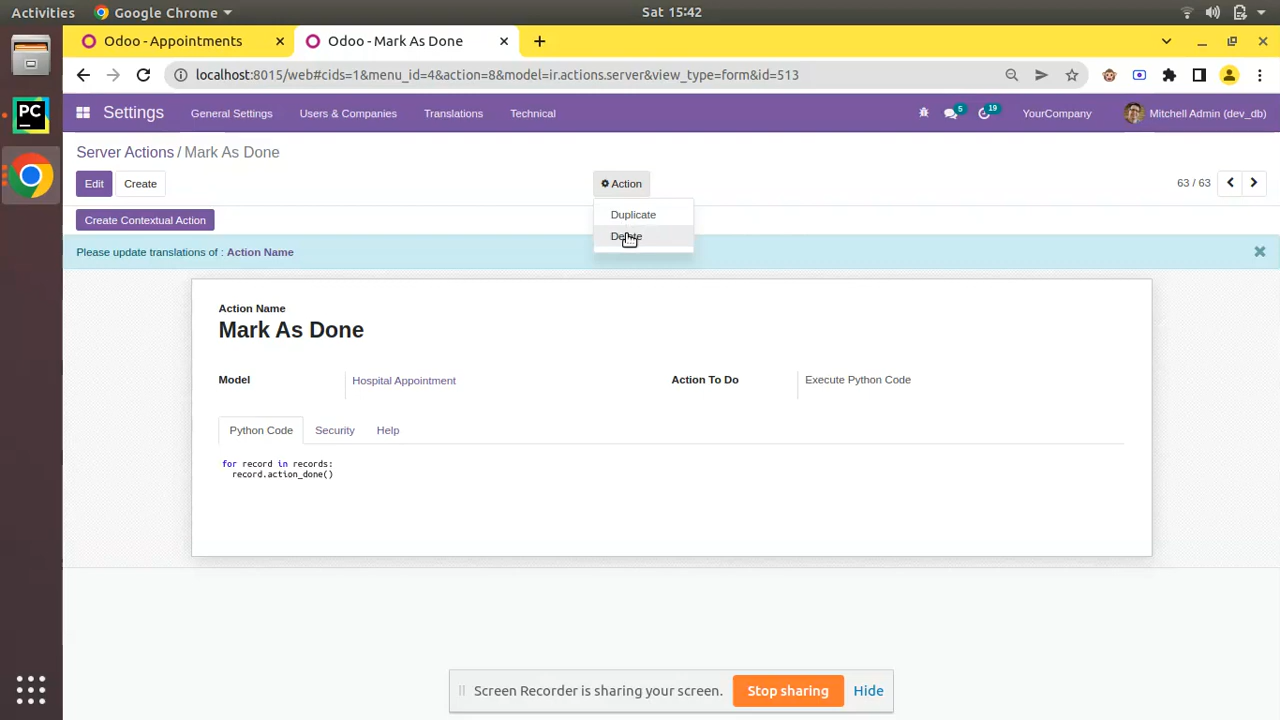 Activities Google Chrome Sat 15:42
Odoo - Appointments Odoo - Mark As Done
localhost:8015/web#cids=1&menu_id=4&action=8&model=ir.actions.server&view_type=form&id=513
PC
Settings General Settings Users & Companies Translations Technical 5 19 YourCompany Mitchell Admin (dev_db)
Server Actions / Mark As Done
Edit Create Action 63 / 63
Duplicate
Create Contextual Action
Delete
Please update translations of : Action Name
Action Name
Mark As Done
Model Hospital Appointment Action To Do Execute Python Code
Python Code Security Help
for record in records:
record.action_done()
Screen Recorder is sharing your screen. Stop sharing Hide